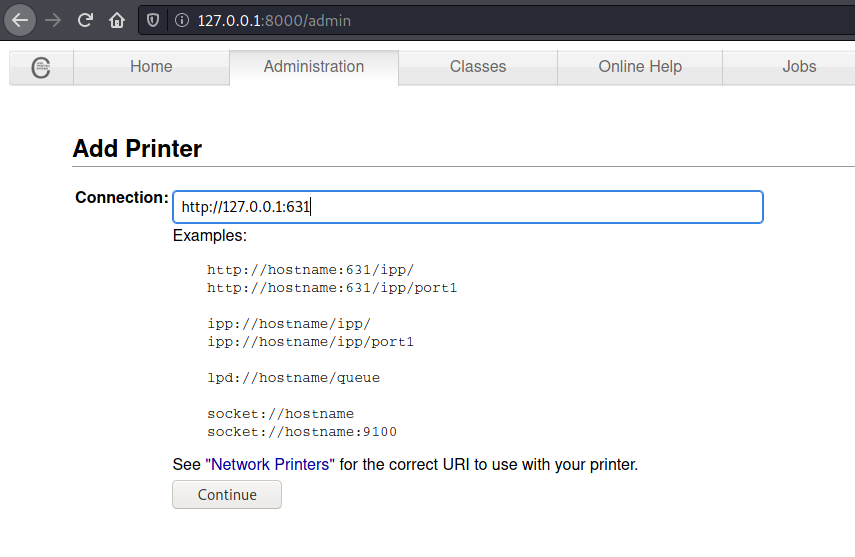 127.0.0.1:8000/admin
Home Administration Classes Online Help Jobs
Add Printer
Connection: http://127.0.0.1:631
Examples:
http://hostname:631/ipp/
http://hostname:631/ipp/port1
ipp://hostname/ipp/
ipp://hostname/ipp/port1
lpd://hostname/queue
socket://hostname
socket://hostname:9100
See "Network Printers" for the correct URI to use with your printer.
Continue